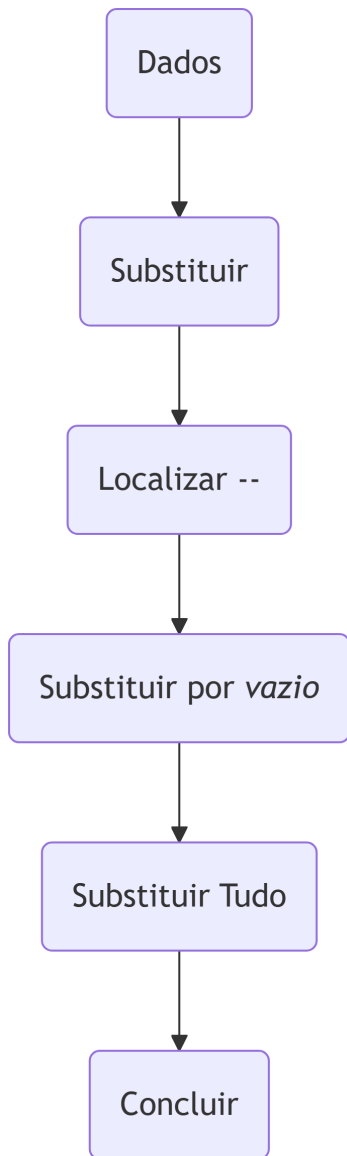 Dados
Substituir
Localizar --
Substituir por vazio
Substituir Tudo
Concluir